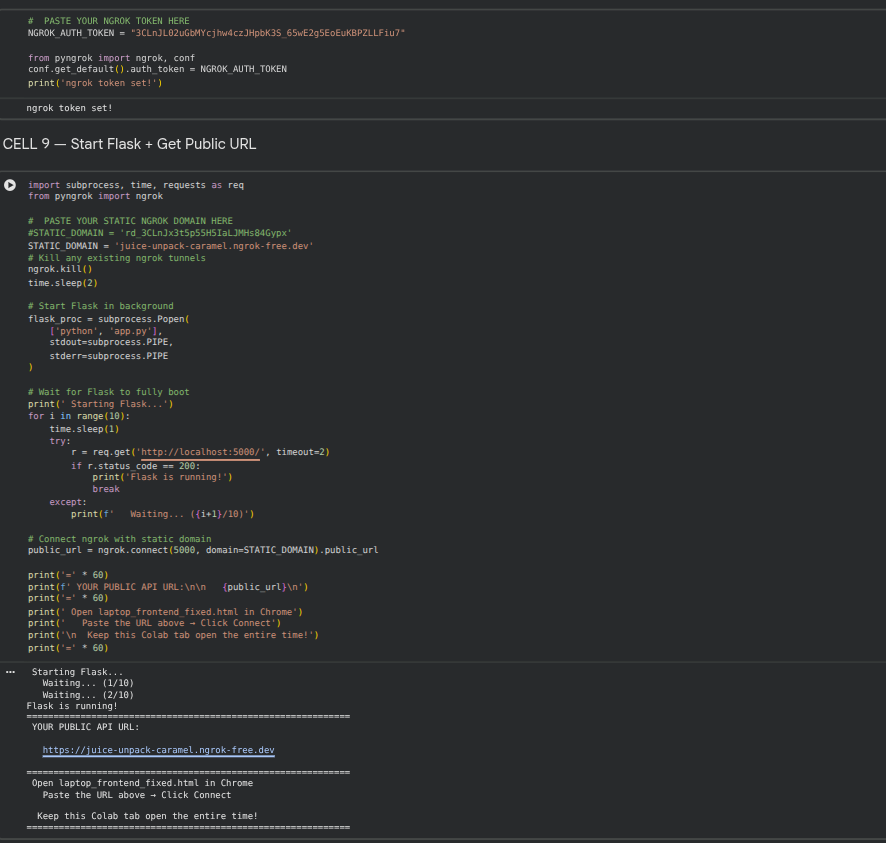 #  PASTE YOUR NGROK TOKEN HERE
NGROK_AUTH_TOKEN = "3CLnJL02uGbMYcjhw4czJHpbK3S_65wE2g5EoEuKBPZLLFiu7"
from pyngrok import ngrok, conf
conf.get_default().auth_token = NGROK_AUTH_TOKEN
print('ngrok token set!')
ngrok token set!
CELL 9 — Start Flask + Get Public URL
import subprocess, time, requests as req
from pyngrok import ngrok
#  PASTE YOUR STATIC NGROK DOMAIN HERE
#STATIC_DOMAIN = 'rd_3CLnJx3t5p55H5IaLJMHs84Gypx'
STATIC_DOMAIN = 'juice-unpack-caramel.ngrok-free.dev'
# Kill any existing ngrok tunnels
ngrok.kill()
time.sleep(2)
# Start Flask in background
flask_proc = subprocess.Popen(
    ['python', 'app.py'],
    stdout=subprocess.PIPE,
    stderr=subprocess.PIPE
)
# Wait for Flask to fully boot
print(' Starting Flask...')
for i in range(10):
    time.sleep(1)
    try:
        r = req.get('http://localhost:5000/', timeout=2)
        if r.status_code == 200:
            print('Flask is running!')
            break
    except:
        print(f'   Waiting... ({i+1}/10)')
# Connect ngrok with static domain
public_url = ngrok.connect(5000, domain=STATIC_DOMAIN).public_url
print('=' * 60)
print(f' YOUR PUBLIC API URL:\n\n   {public_url}\n')
print('=' * 60)
print(' Open laptop_frontend_fixed.html in Chrome')
print('   Paste the URL above → Click Connect')
print('\n  Keep this Colab tab open the entire time!')
print('=' * 60)
 Starting Flask...
   Waiting... (1/10)
   Waiting... (2/10)
Flask is running!
============================================================
 YOUR PUBLIC API URL:
   https://juice-unpack-caramel.ngrok-free.dev
============================================================
 Open laptop_frontend_fixed.html in Chrome
   Paste the URL above → Click Connect
  Keep this Colab tab open the entire time!
============================================================